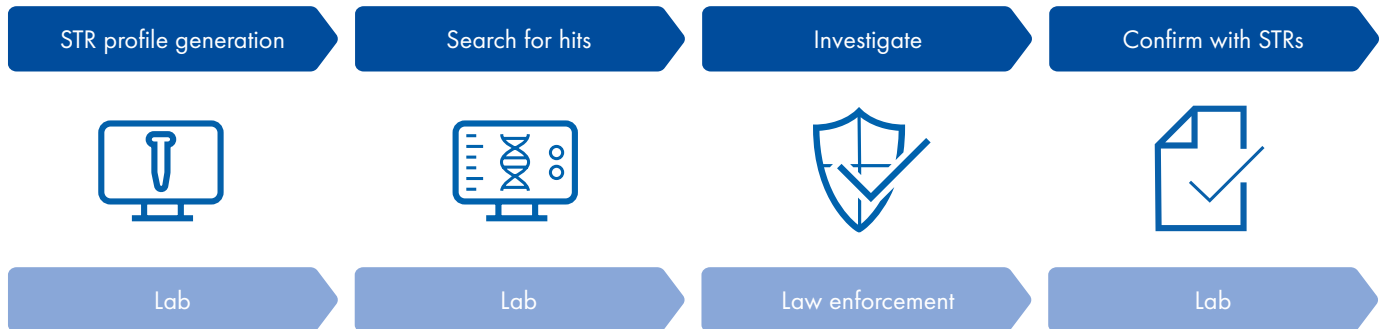 STR profile generation
Search for hits
Investigate
Confirm with STRs
Lab
Lab
Law enforcement
Lab